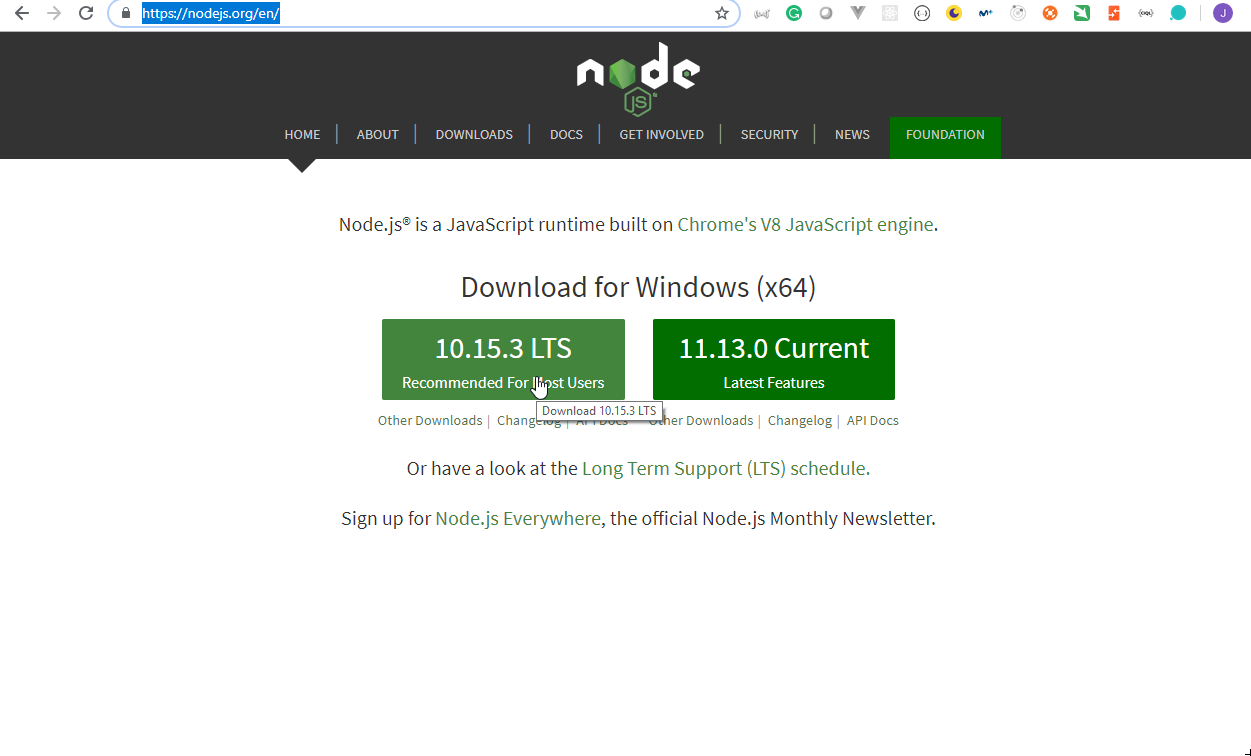 https://nodejs.org/en/
J
node
JS
HOME | ABOUT | DOWNLOADS | DOCS | GET INVOLVED | SECURITY | NEWS FOUNDATION
Node.js® is a JavaScript runtime built on Chrome's V8 JavaScript engine.
Download for Windows (x64)
10.15.3 LTS
Recommended For Most Users
11.13.0 Current
Latest Features
Download 10.15.3 LTS
Other Downloads | Changelog | API Docs
Other Downloads | Changelog | API Docs
Or have a look at the Long Term Support (LTS) schedule.
Sign up for Node.js Everywhere, the official Node.js Monthly Newsletter.